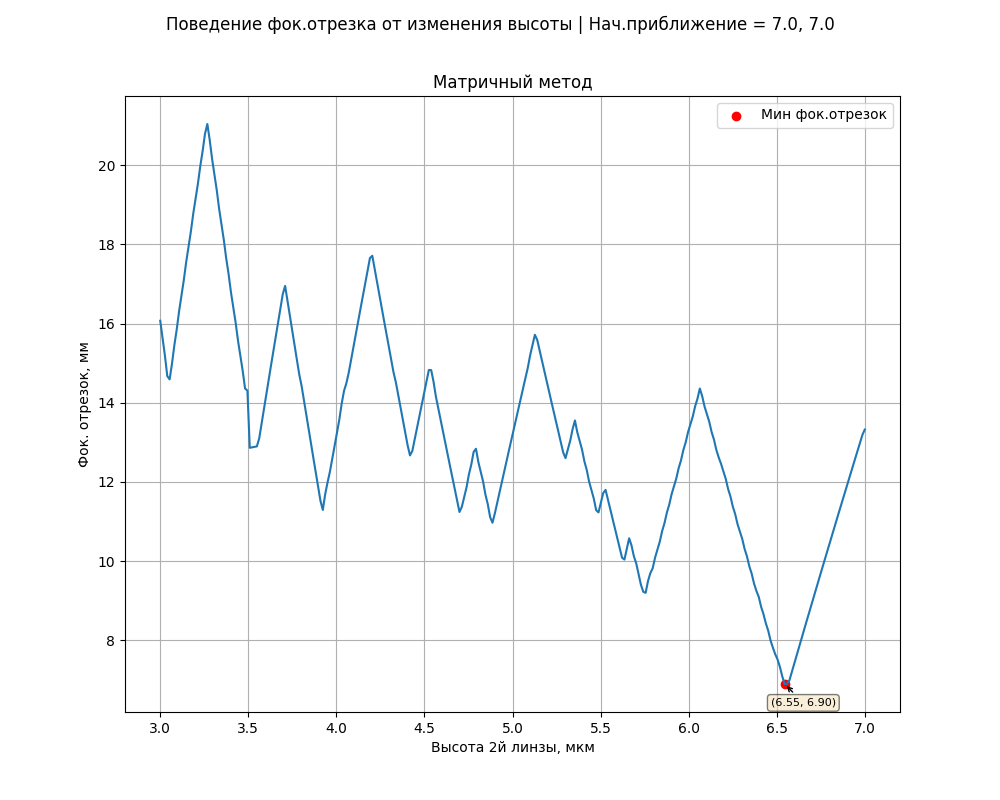 Поведение фок.отрезка от изменения высоты | Нач.приближение = 7.0, 7.0
Матричный метод
Мин фок.отрезок
Фок. отрезок, мм
20
18
16
14
12
10
8
(6.55, 6.90)
3.0 3.5 4.0 4.5 5.0 5.5 6.0 6.5 7.0
Высота 2й линзы, мкм